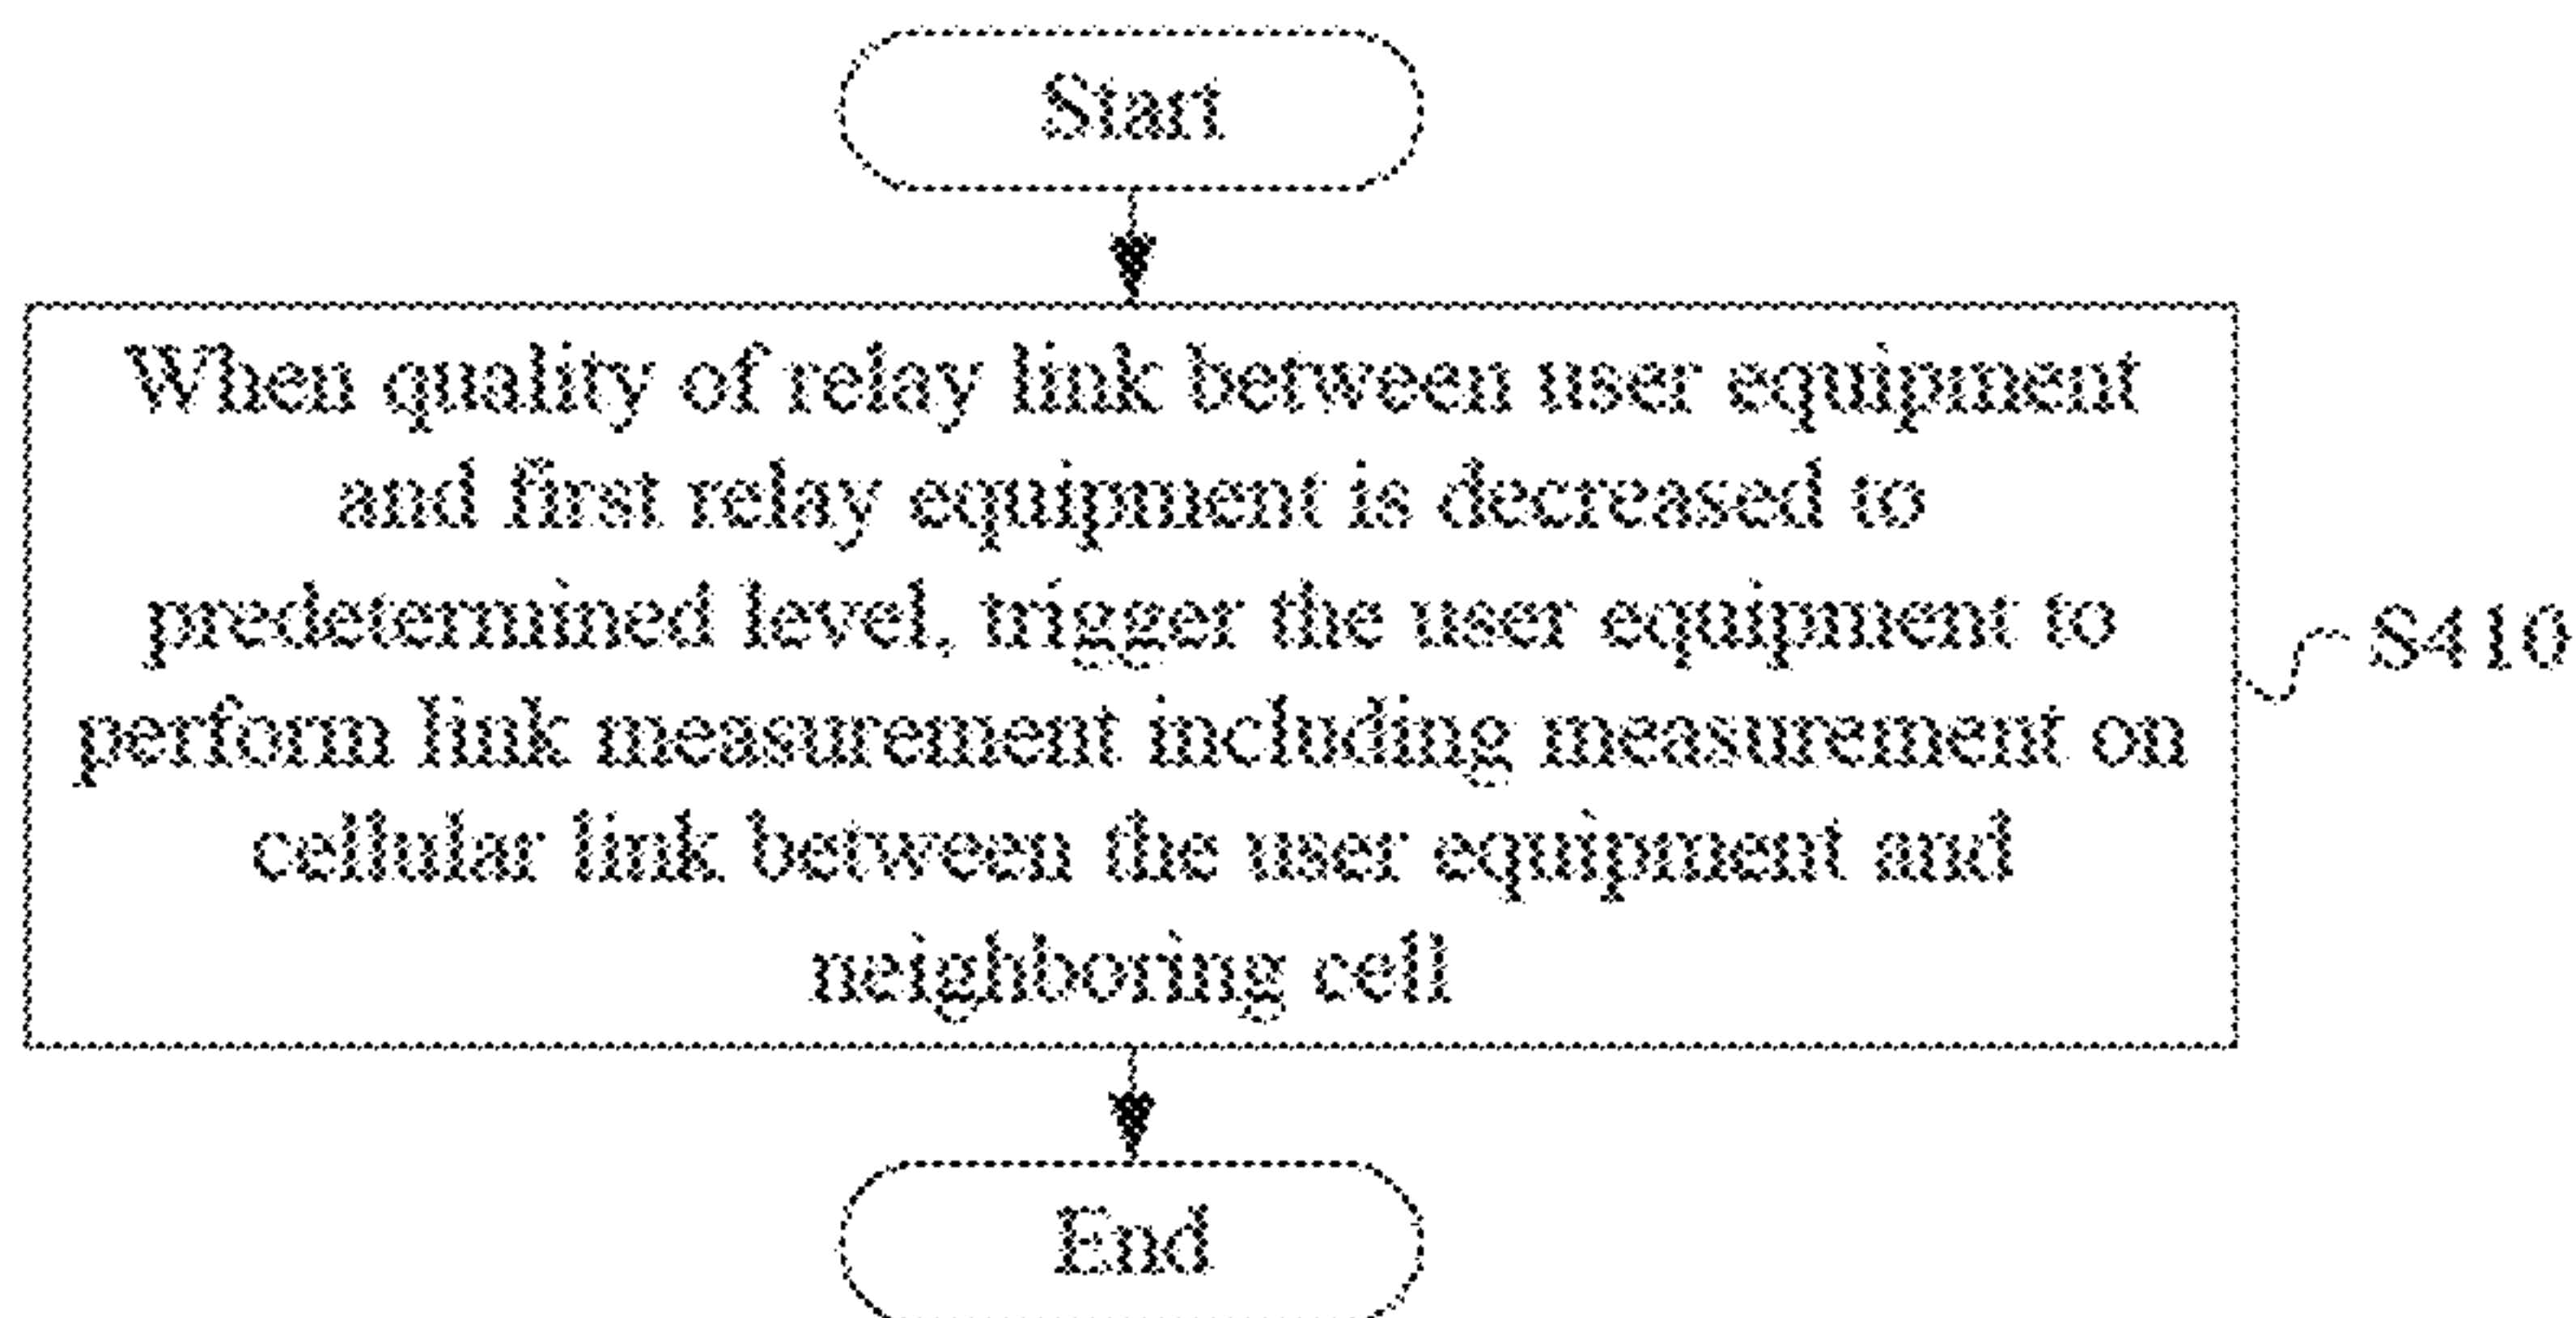 Start
When quality of relay link between user equipment
and first relay equipment is decreased to
predetermined level, trigger the user equipment to
perform link measurement including measurement on
cellular link between the user equipment and
neighboring cell
S410
End